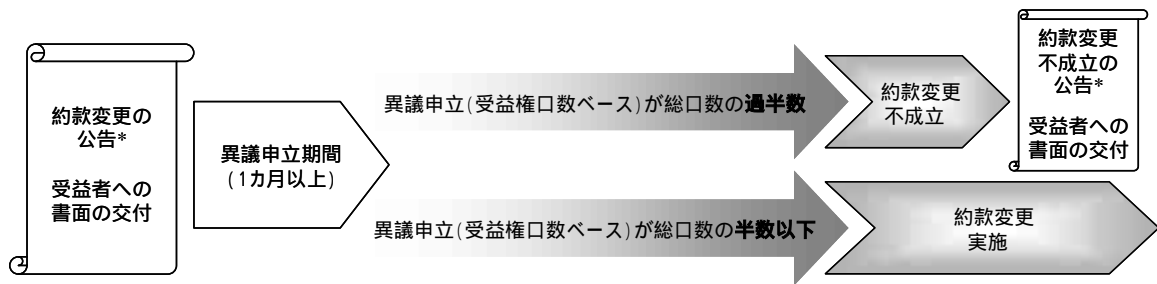 約款変更の
公告*
受益者への
書面の交付
異議申立期間
(1カ月以上)
異議申立(受益権口数ベース)が総口数の過半数
約款変更
不成立
約款変更
不成立の
公告*
受益者への
書面の交付
異議申立(受益権口数ベース)が総口数の半数以下
約款変更
実施